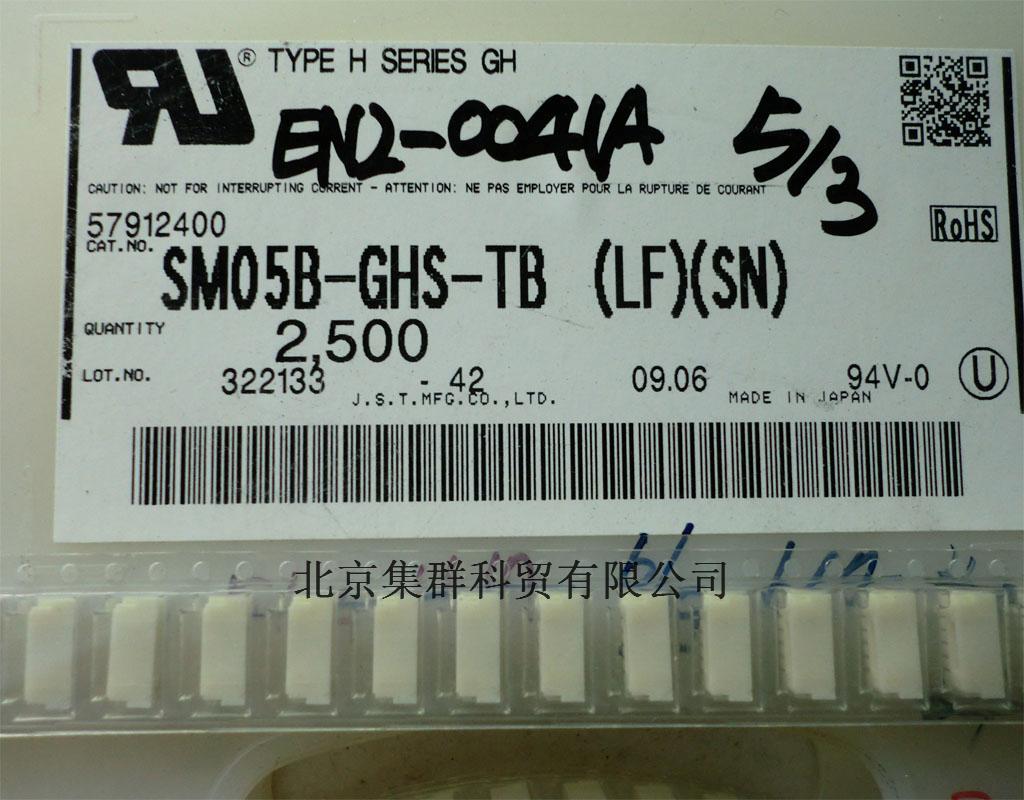 ® TYPE H SERIES GH
EN2-0041A 5/3
CAUTION: NOT FOR INTERRUPTING CURRENT - ATTENTION: NE PAS EMPLOYER POUR LA RUPTURE DE COURANT
57912400
RoHS
CAT.NO. SM05B-GHS-TB (LF)(SN)
QUANTITY 2,500
LOT.NO. 322133 - 42 09.06 94V-0 U
J.S.T.MFG.CO.,LTD. MADE IN JAPAN
北京集群科贸有限公司